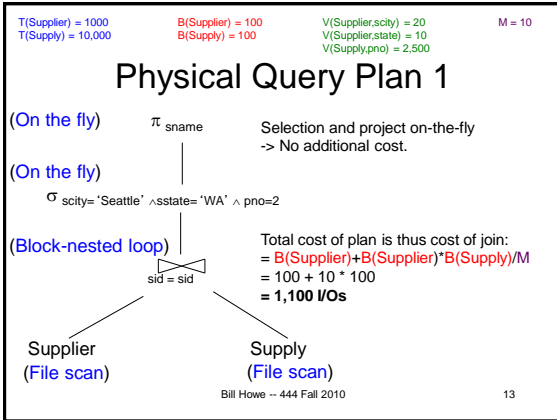 T(Supplier) = 1000
T(Supply) = 10,000
B(Supplier) = 100
B(Supply) = 100
V(Supplier,scity) = 20
V(Supplier,state) = 10
V(Supply,pno) = 2,500
M = 10
Physical Query Plan 1
(On the fly)
π sname
Selection and project on-the-fly
-> No additional cost.
(On the fly)
σ scity= ‘Seattle’ ∧sstate= ‘WA’ ∧ pno=2
(Block-nested loop)
sid = sid
Total cost of plan is thus cost of join:
= B(Supplier)+B(Supplier)*B(Supply)/M
= 100 + 10 * 100
= 1,100 I/Os
Supplier
(File scan)
Supply
(File scan)
Bill Howe -- 444 Fall 2010
13